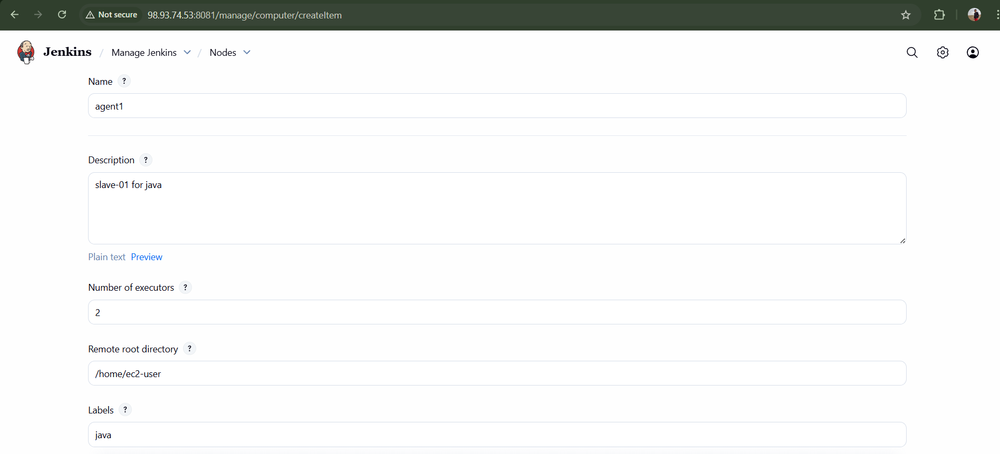 Not secure 98.93.74.53:8081/manage/computer/createItem
Jenkins / Manage Jenkins / Nodes
Name ?
agent1
Description ?
slave-01 for java
Plain text Preview
Number of executors ?
2
Remote root directory ?
/home/ec2-user
Labels ?
java